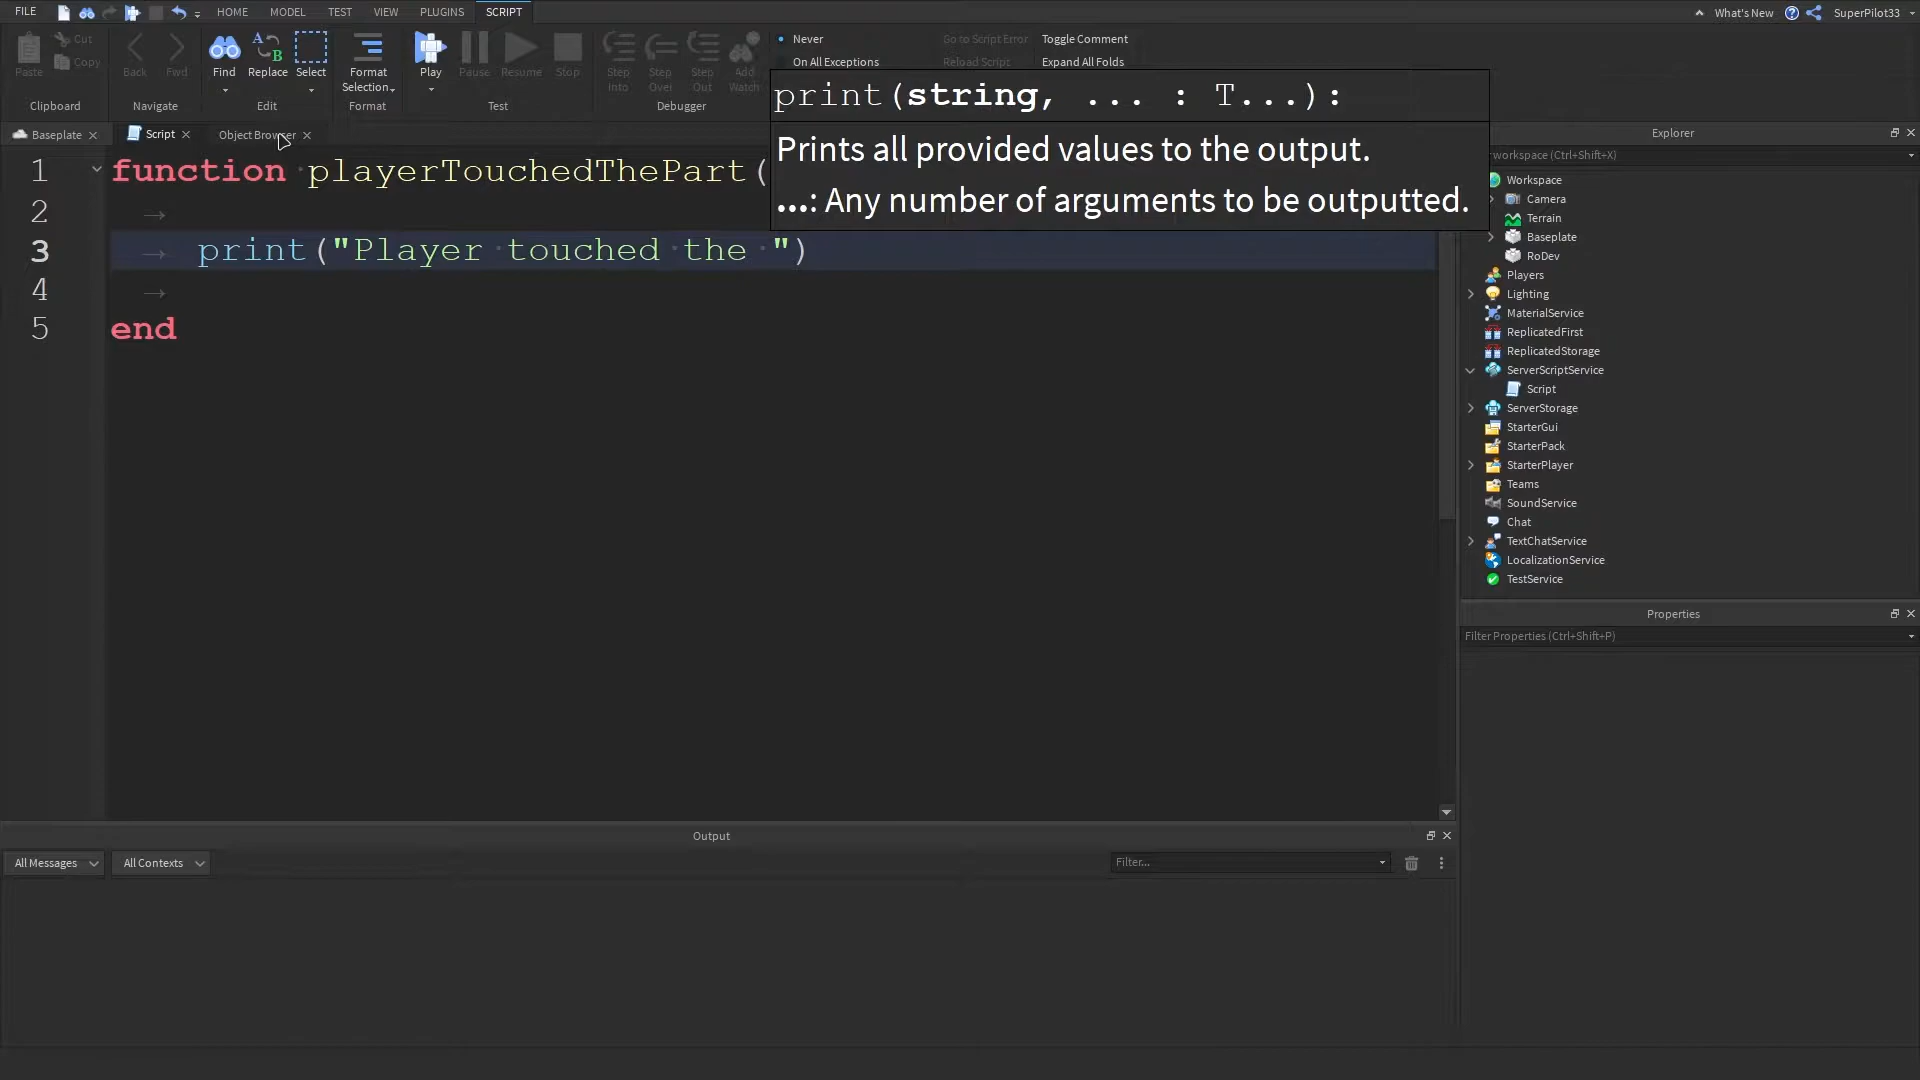 FILE HOME MODEL TEST VIEW PLUGINS SCRIPT What's New SuperPilot33
Paste Cut Copy Back Fwd Find Replace Select Format Selection Play Pause Resume Stop Step Into Step Over Step Out Add Watch Never On All Exceptions Go to Script Error Reload Script Toggle Comment Expand All Folds
Clipboard Navigate Edit Format Test Debugger
print(string, ... : T...):
Prints all provided values to the output.
...: Any number of arguments to be outputted.
Baseplate Script Object Browser
1 function playerTouchedThePart(
2
3 print("Player touched the ")
4
5 end
Explorer
workspace (Ctrl+Shift+X)
Workspace
Camera
Terrain
Baseplate
RoDev
Players
Lighting
MaterialService
ReplicatedFirst
ReplicatedStorage
ServerScriptService
Script
ServerStorage
StarterGui
StarterPack
StarterPlayer
Teams
SoundService
Chat
TextChatService
LocalizationService
TestService
Properties
Filter Properties (Ctrl+Shift+P)
Output
All Messages All Contexts Filter...